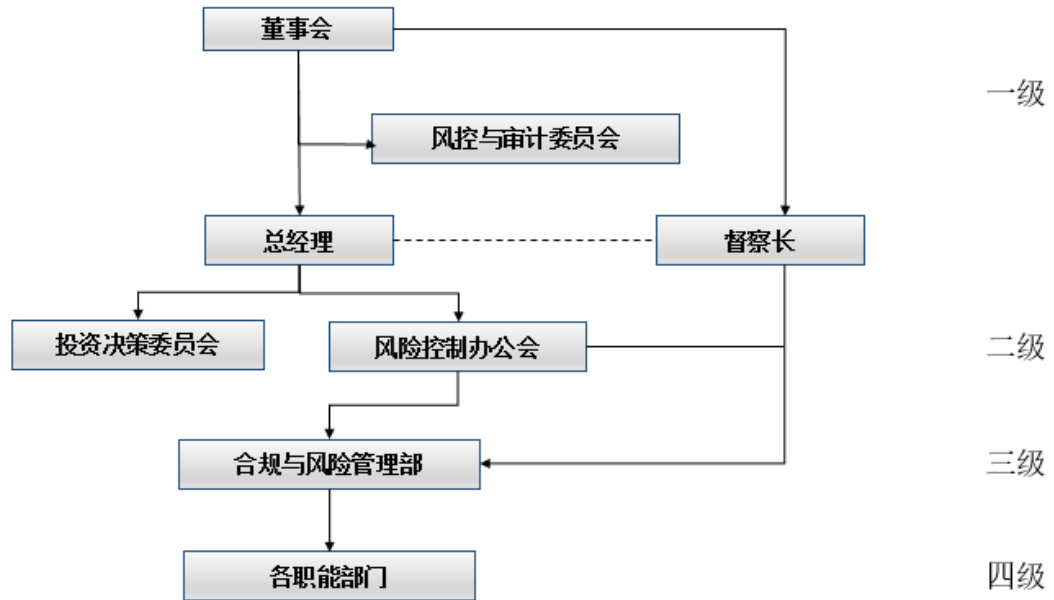 董事会
一级
风控与审计委员会
总经理
督察长
投资决策委员会
风险控制办公会
二级
合规与风险管理部
三级
各职能部门
四级